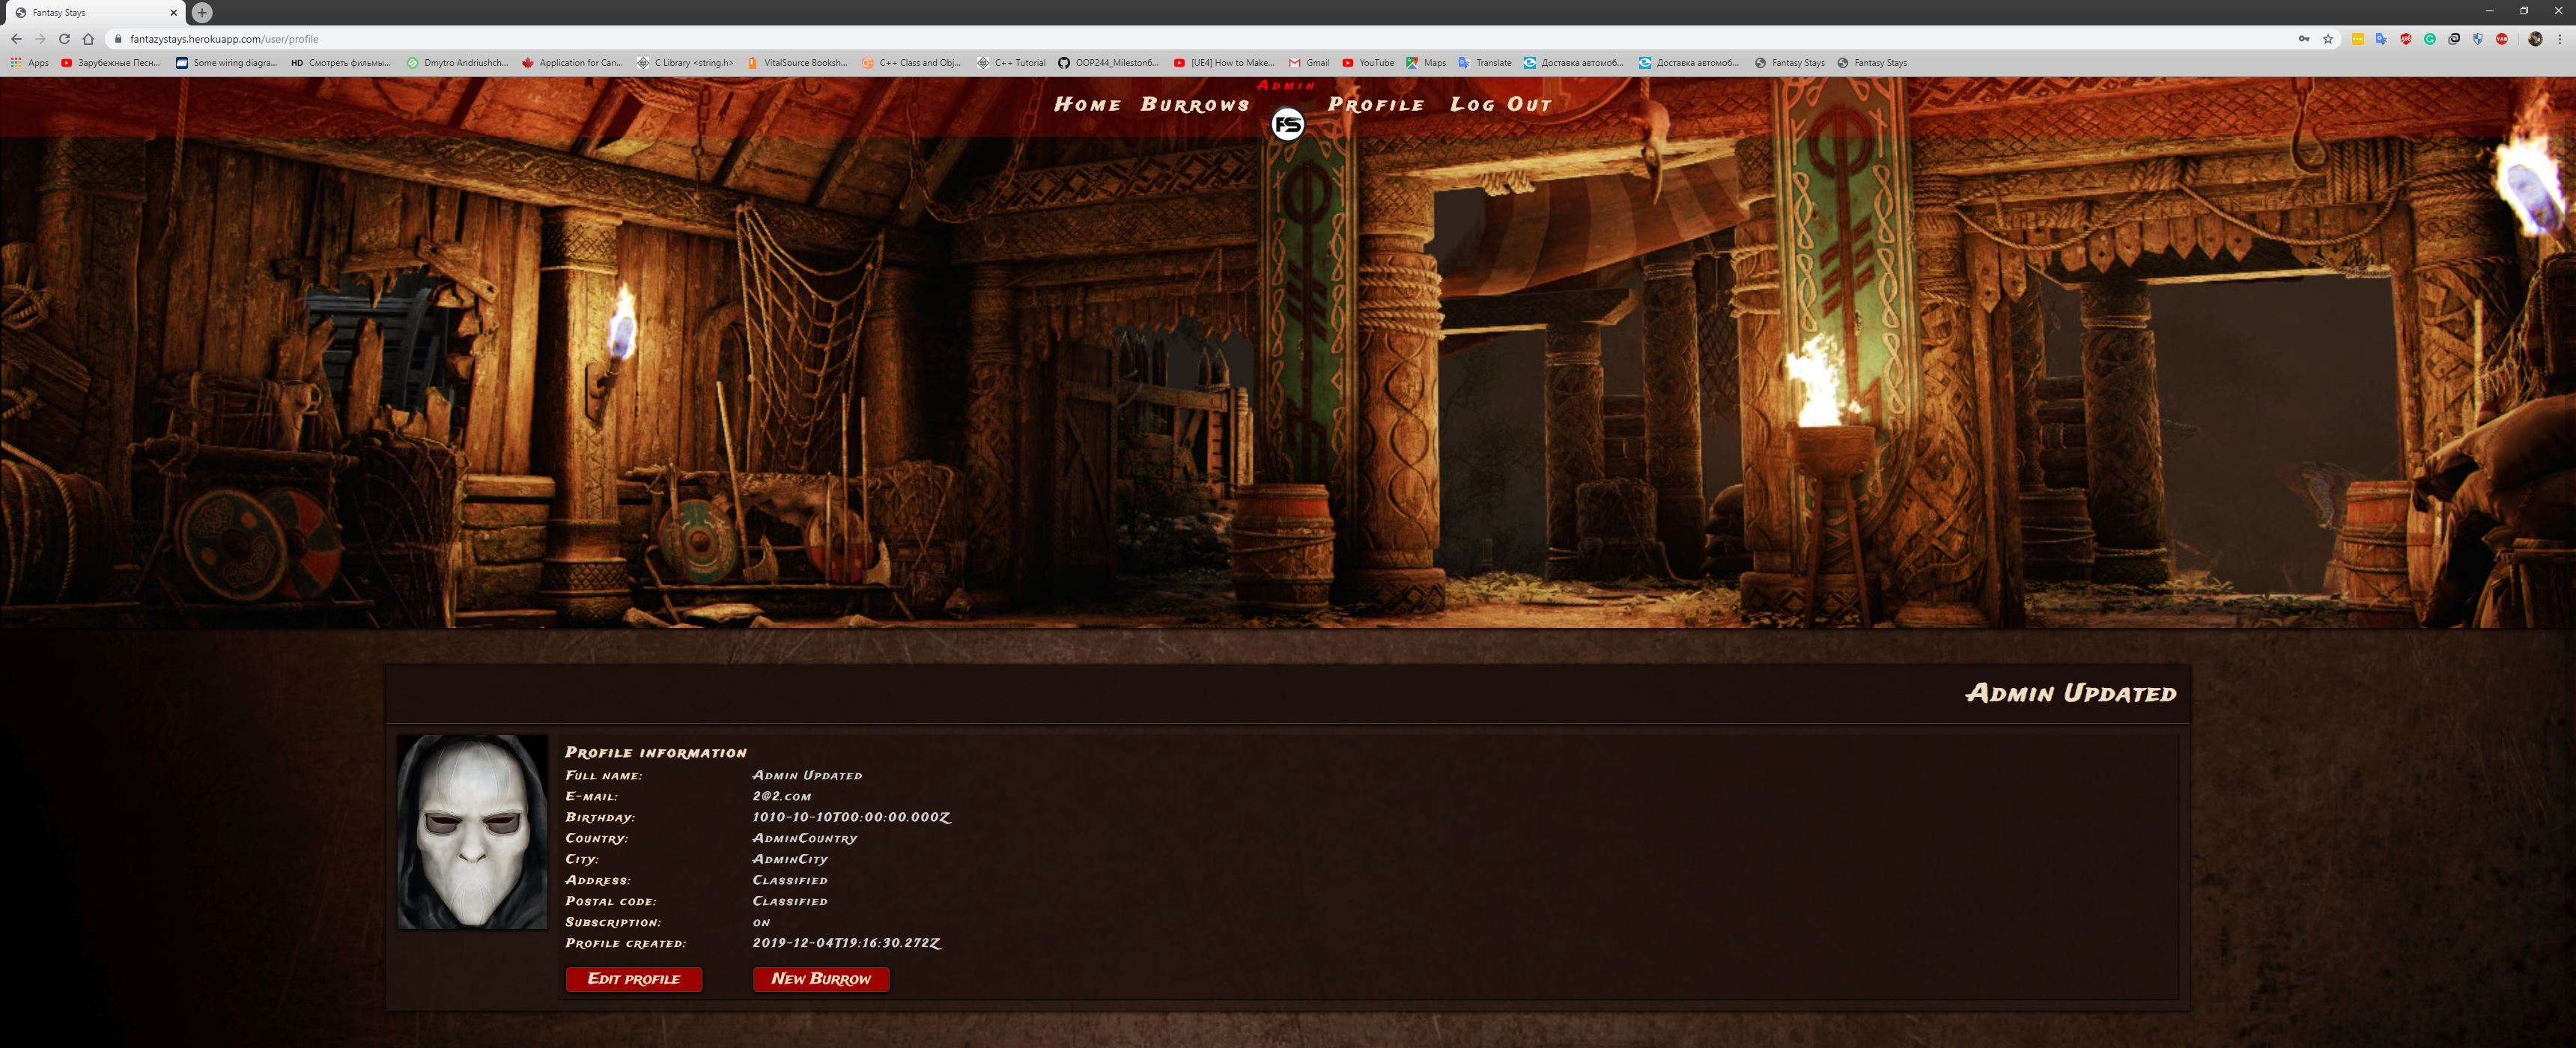 Fantasy Stays
fantazystays.herokuapp.com/user/profile
Apps Зарубежные Песн... Some wiring diagra... HD Смотреть фильмы... Dmytro Andriushch... Application for Can... C Library <string.h> VitalSource Booksh... C++ Class and Obj... C++ Tutorial OOP244_Milestone6... [UE4] How to Make... Gmail YouTube Maps Translate Доставка автомоб... Доставка автомоб... Fantasy Stays Fantasy Stays
Admin
Home Burrows FS Profile Log Out
Admin Updated
Profile information
Full name: Admin Updated
E-mail: 2@2.com
Birthday: 1010-10-10T00:00:00.000Z
Country: AdminCountry
City: AdminCity
Address: Classified
Postal code: Classified
Subscription: on
Profile created: 2019-12-04T19:16:30.272Z
Edit profile New Burrow